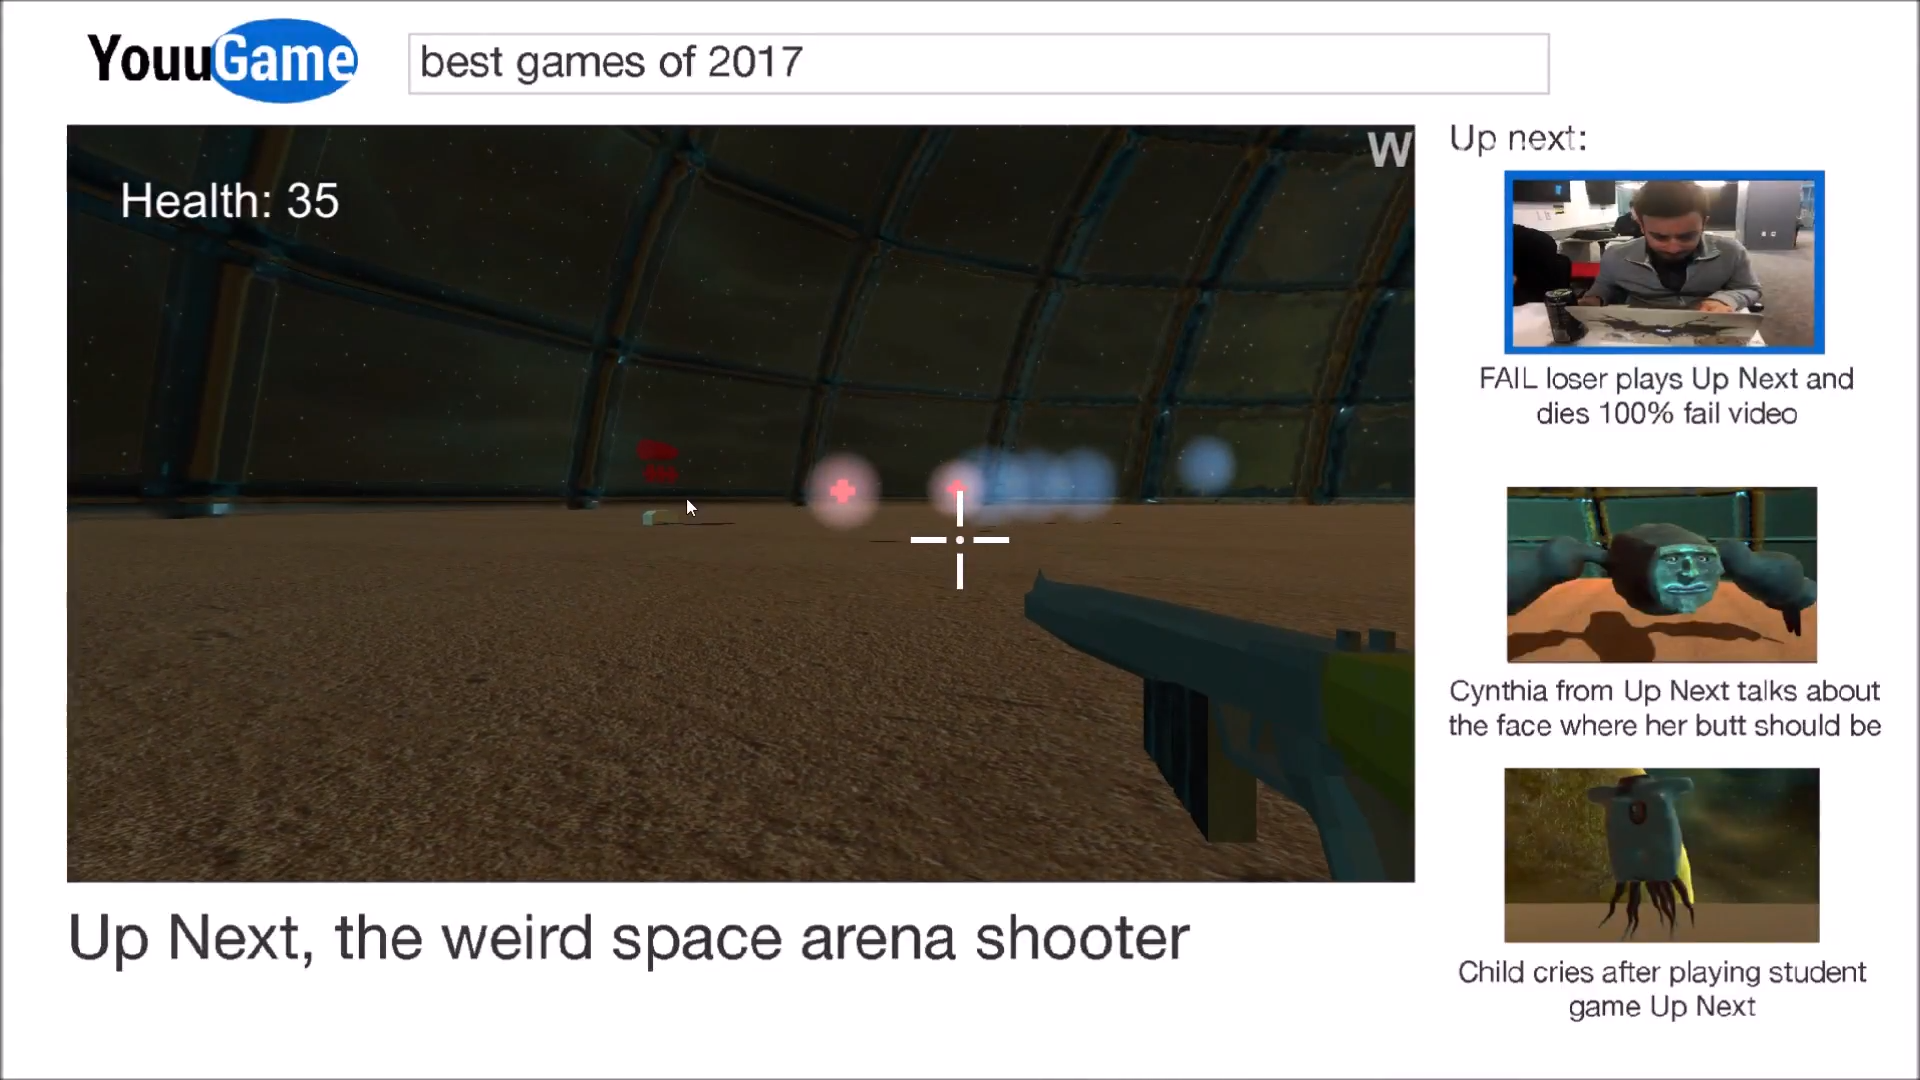 YouuGame
best games of 2017
W
Health: 35
Up next:
FAIL loser plays Up Next and
dies 100% fail video
Cynthia from Up Next talks about
the face where her butt should be
Child cries after playing student
game Up Next
Up Next, the weird space arena shooter